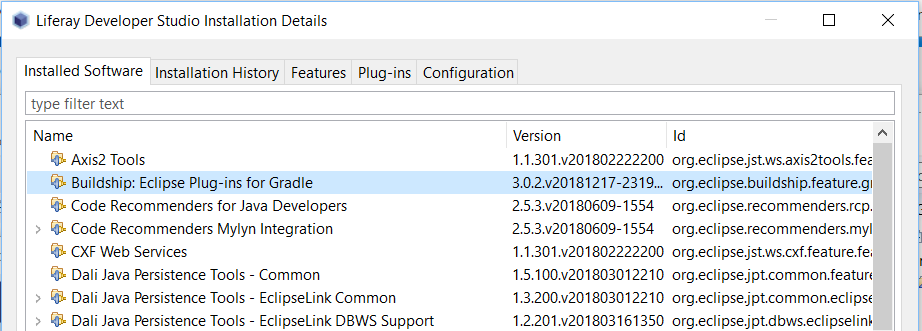 Liferay Developer Studio Installation Details
Installed Software Installation History Features Plug-ins Configuration
type filter text
Name Version Id
Axis2 Tools 1.1.301.v201802222200 org.eclipse.jst.ws.axis2tools.fea
Buildship: Eclipse Plug-ins for Gradle 3.0.2.v20181217-2319... org.eclipse.buildship.feature.gr
Code Recommenders for Java Developers 2.5.3.v20180609-1554 org.eclipse.recommenders.rcp.
Code Recommenders Mylyn Integration 2.5.3.v20180609-1554 org.eclipse.recommenders.myl
CXF Web Services 1.1.301.v201802222200 org.eclipse.jst.ws.cxf.feature.fe
Dali Java Persistence Tools - Common 1.5.100.v201803012210 org.eclipse.jpt.common.feature
Dali Java Persistence Tools - EclipseLink Common 1.3.200.v201803012210 org.eclipse.jpt.common.eclipse
Dali Java Persistence Tools - EclipseLink DBWS Support 1.2.201.v201803161350 org.eclipse.jpt.dbws.eclipselink